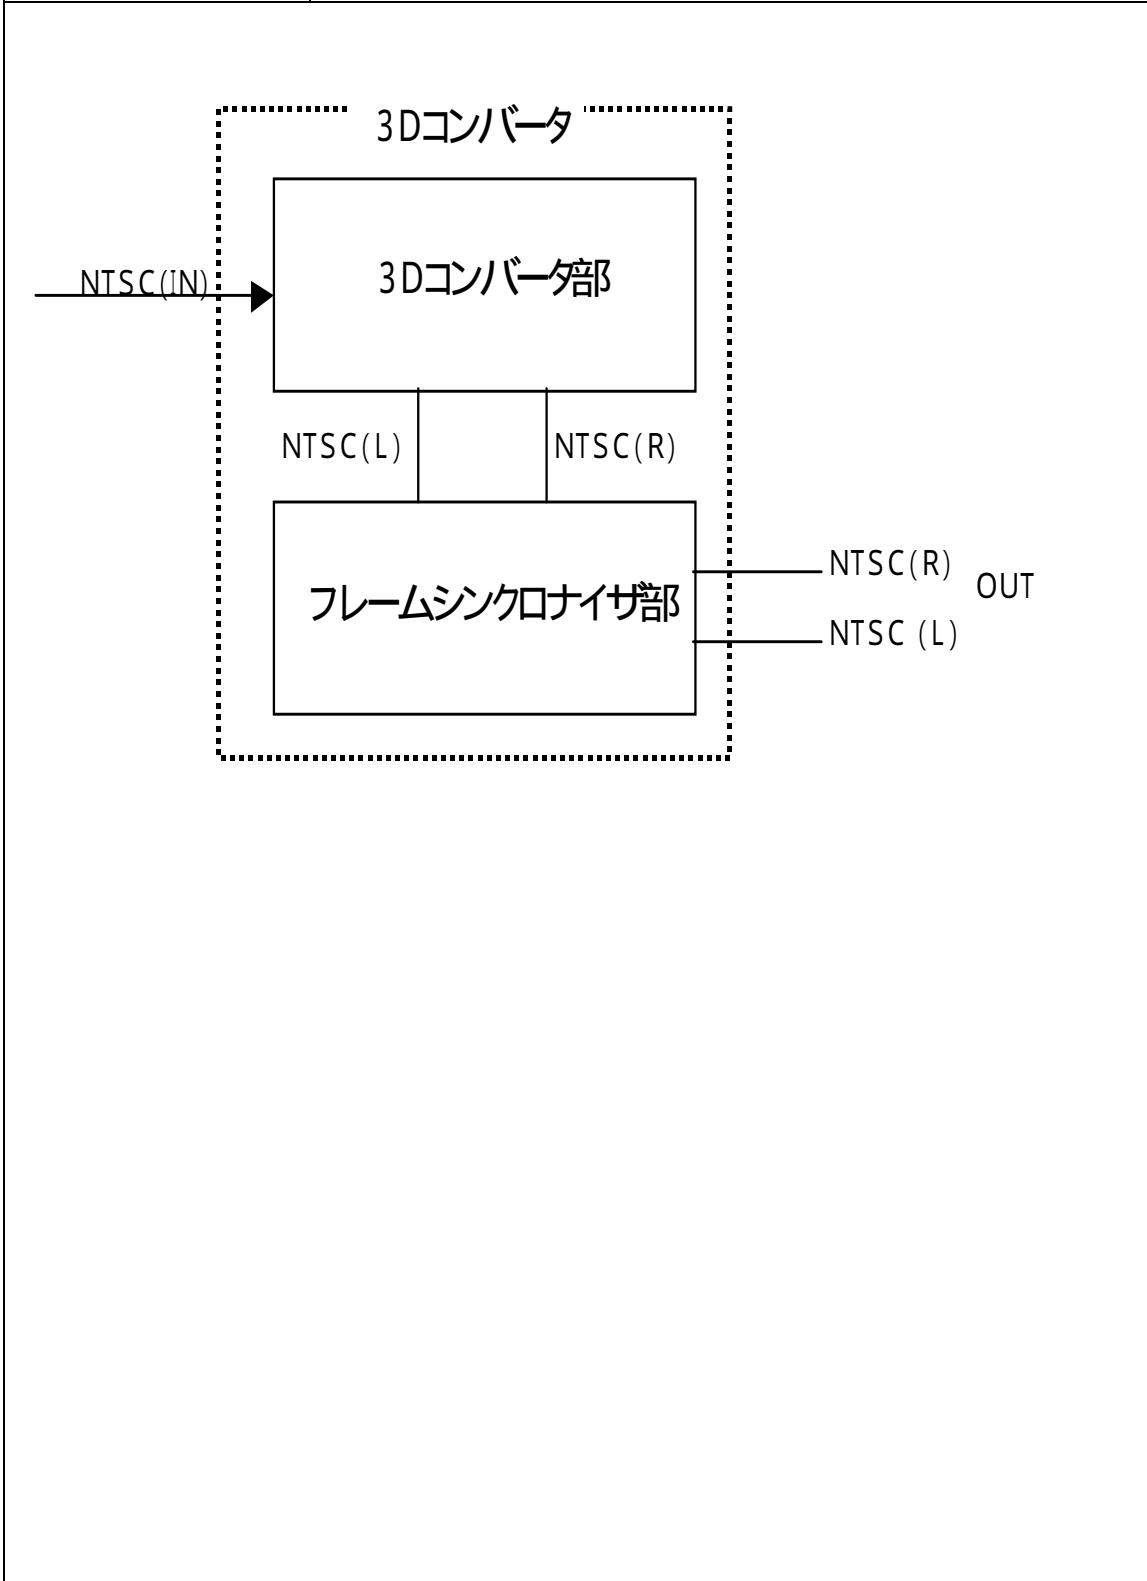 3Dコンバータ
NTSC(IN)
3Dコンバータ部
NTSC(L)
NTSC(R)
フレームシンクロナイザ部
NTSC(R)
OUT
NTSC (L)